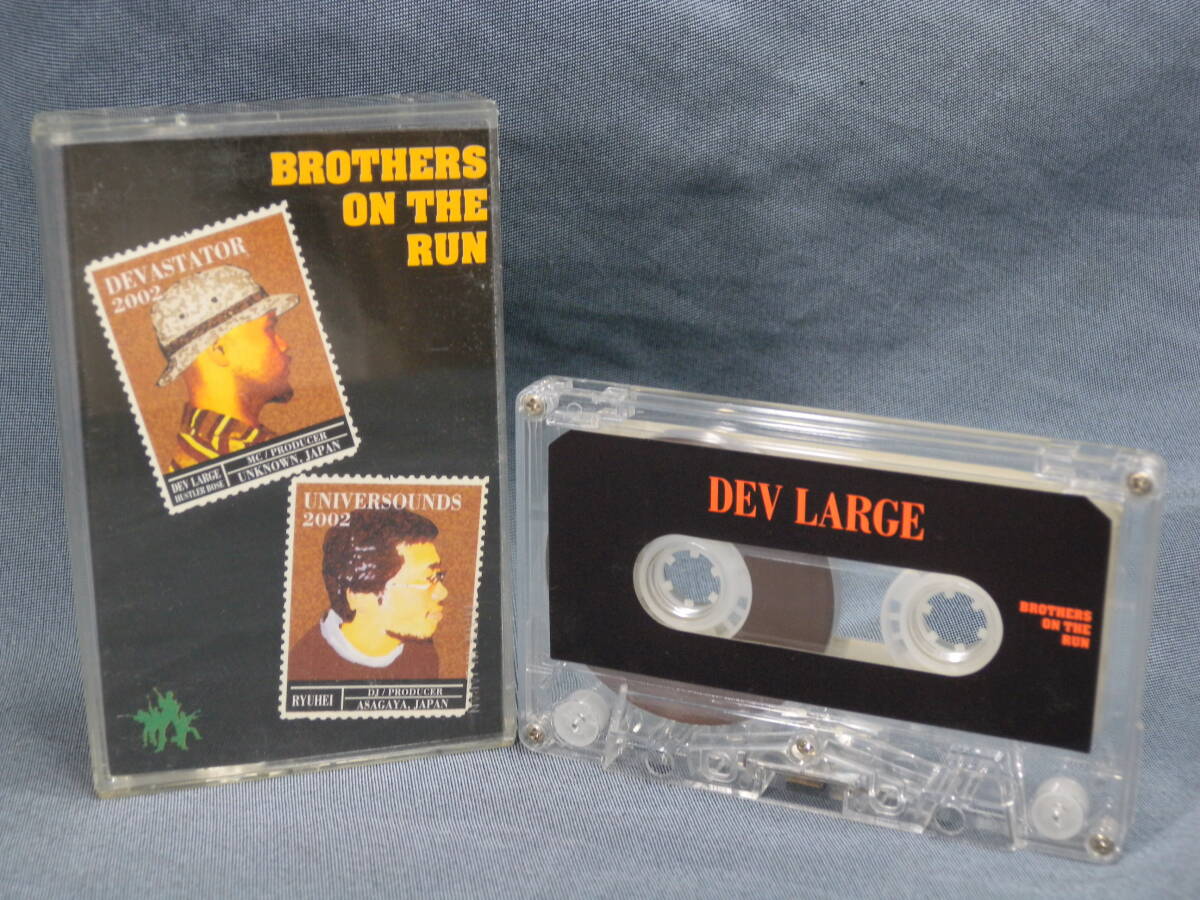 BROTHERS
ON THE
RUN
DEVASTATOR
2002
DEV LARGE
HUSTLER BOSE
MC / PRODUCER
UNKNOWN, JAPAN
UNIVERSOUNDS
2002
RYUHEI
DJ / PRODUCER
ASAGAYA, JAPAN
DEV LARGE
BROTHERS
ON THE
RUN